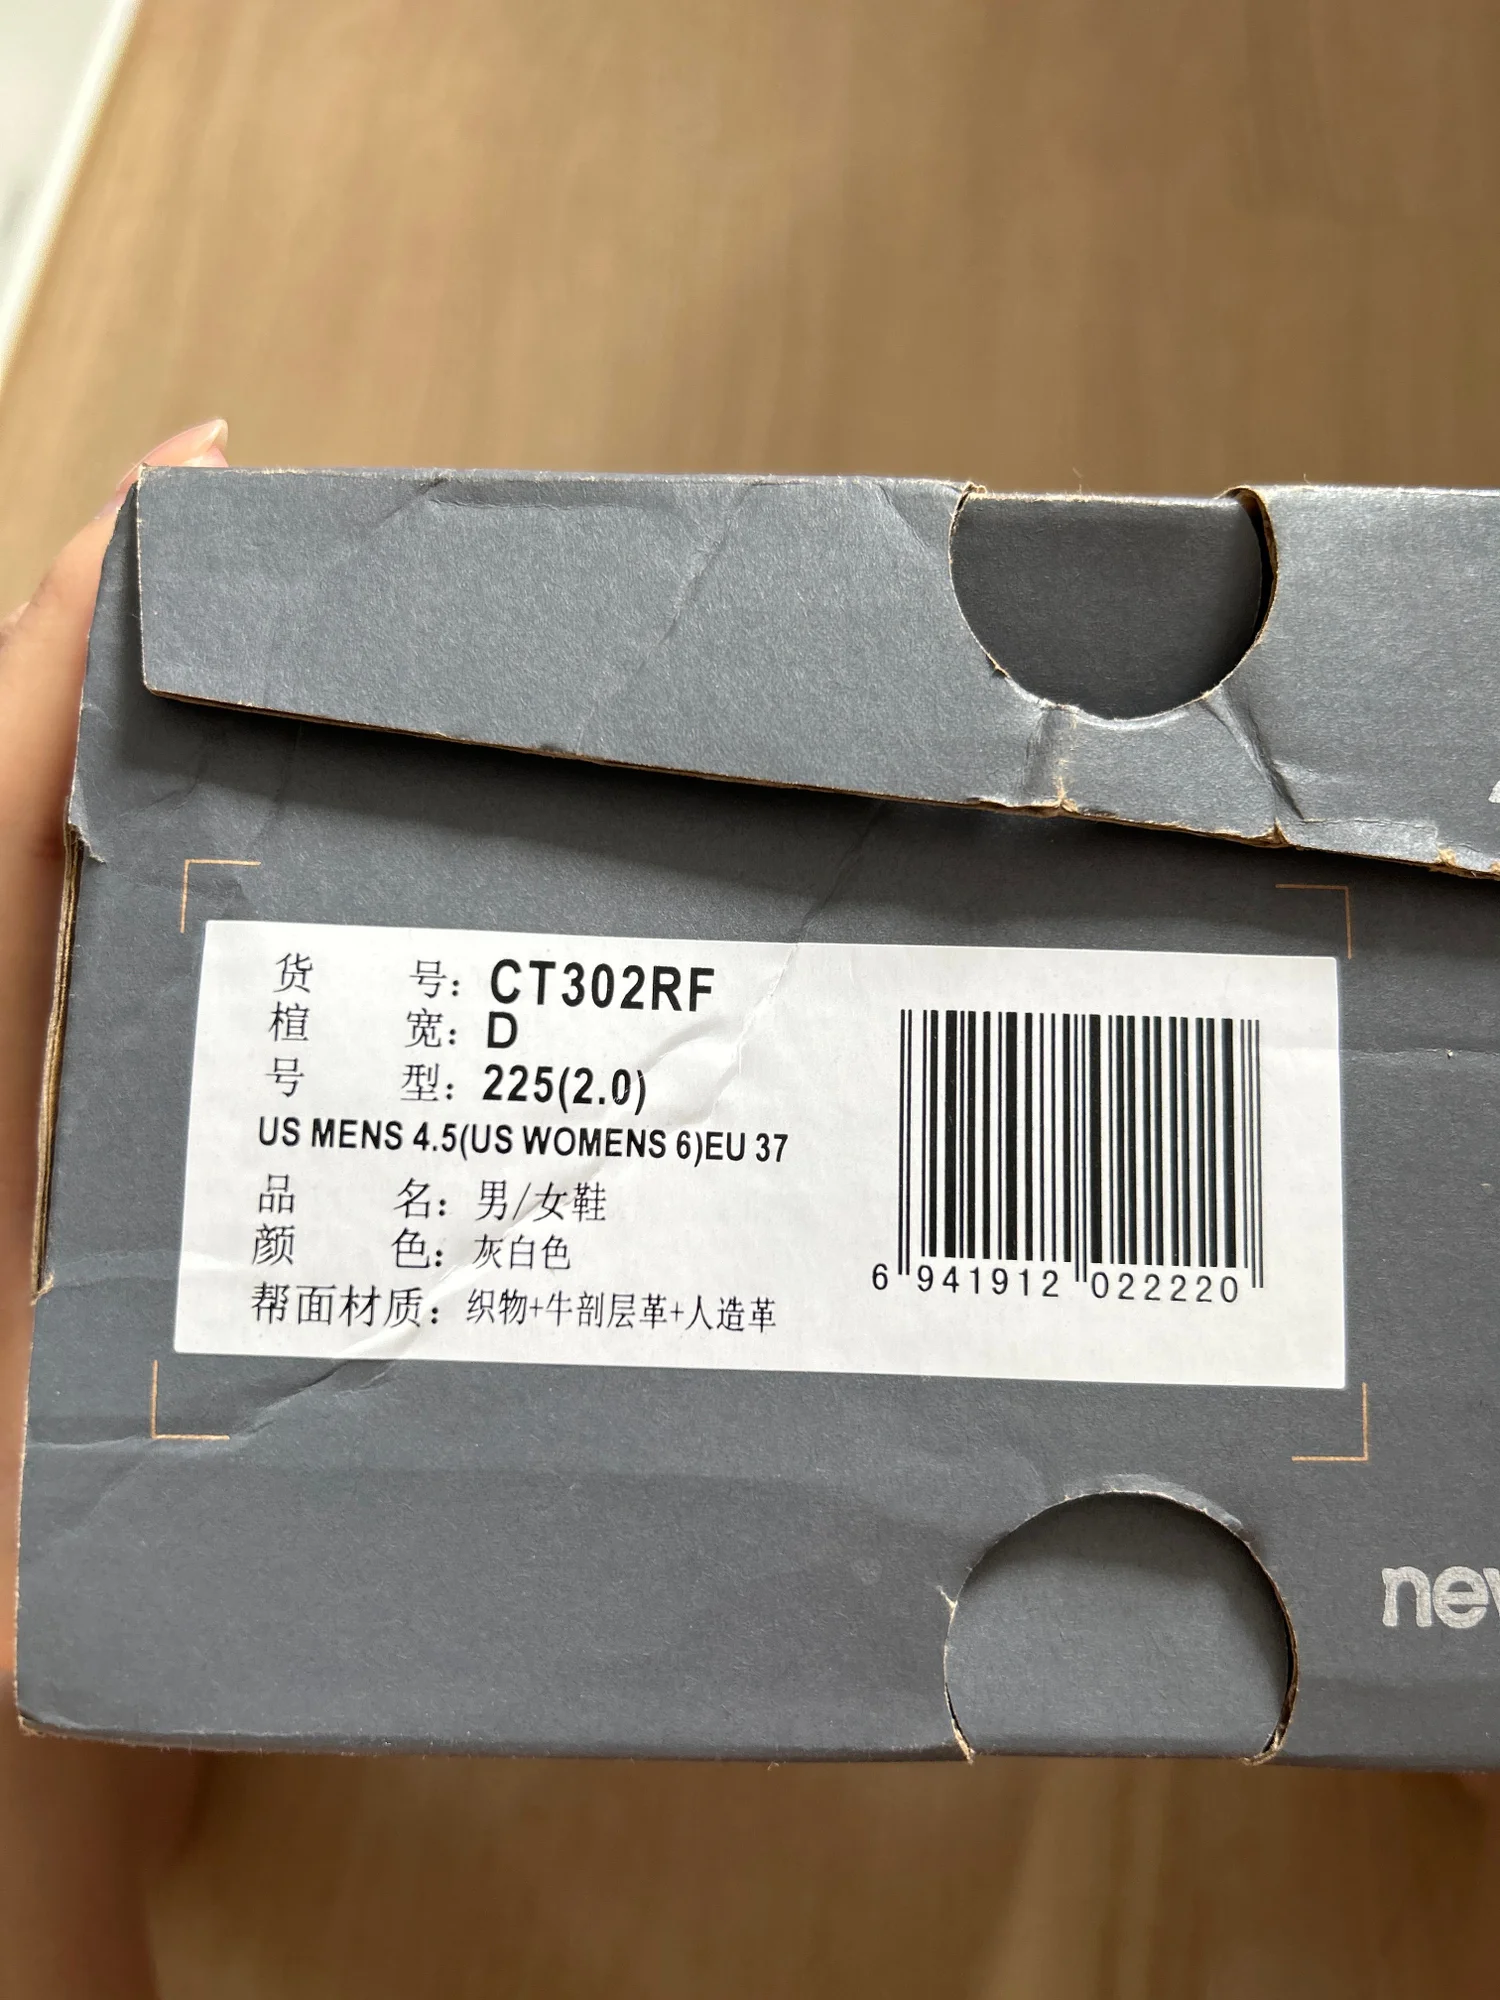 货 号：CT302RF
楦 宽：D
号 型：225(2.0)
US MENS 4.5(US WOMENS 6)EU 37
品 名：男/女鞋
颜 色：灰白色
帮面材质：织物+牛剖层革+人造革
6 941912 022220
new